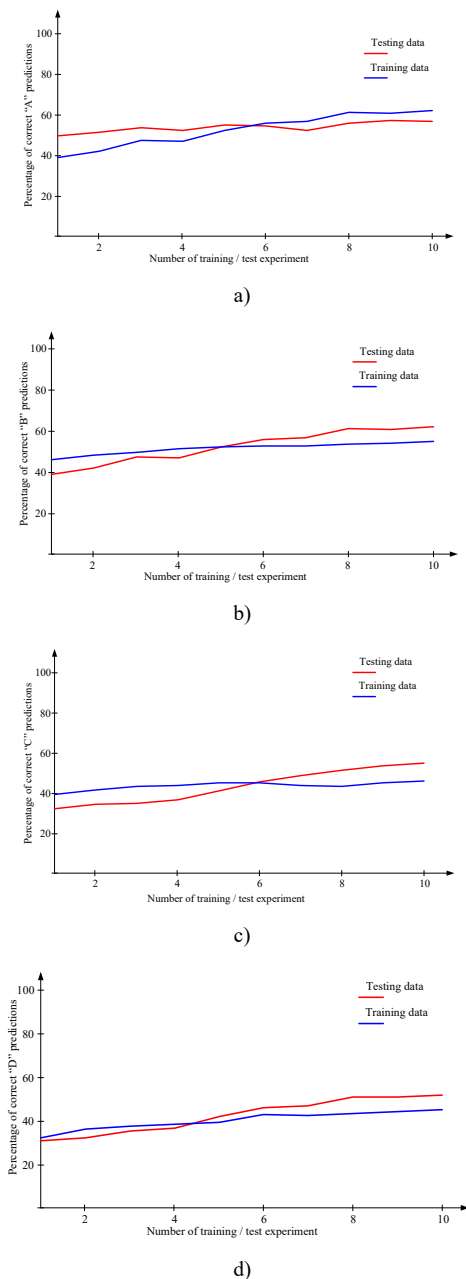 100
Testing data
80
Training data
60
40
20
Percentage of correct “A” predictions
2
4
6
8
10
Number of training / test experiment
a)
100
Testing data
80
Training data
60
40
20
Percentage of correct “B” predictions
2
4
6
8
10
Number of training / test experiment
b)
100
Testing data
80
Training data
60
40
20
Percentage of correct “C” predictions
2
4
6
8
10
Number of training / test experiment
c)
100
Testing data
80
Training data
60
40
20
Percentage of correct “D” predictions
2
4
6
8
10
Number of training / test experiment
d)